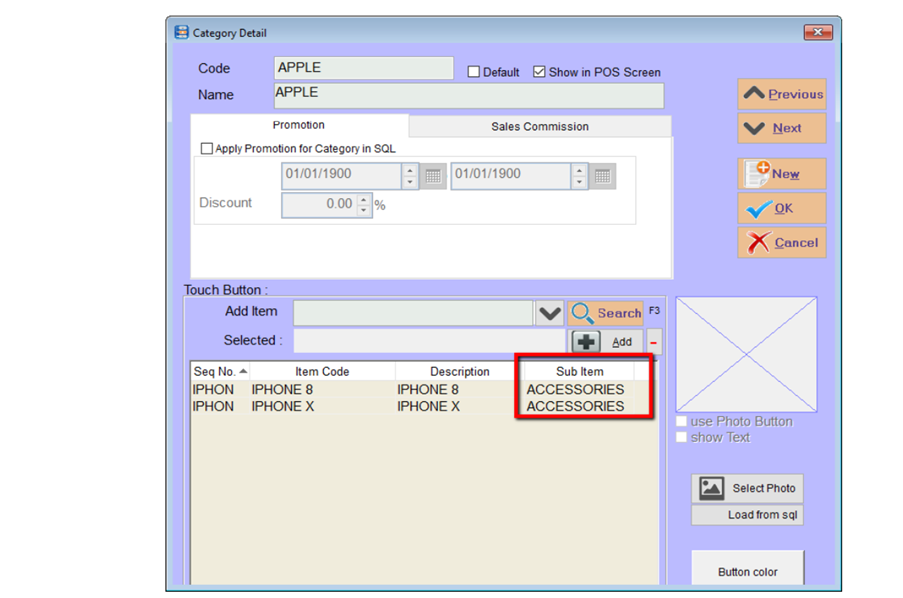 Category Detail
Code APPLE Default Show in POS Screen
Name APPLE
Previous
Next
New
OK
Cancel
Promotion Sales Commission
Apply Promotion for Category in SQL
01/01/1900 01/01/1900
Discount 0.00 %
Touch Button :
Add Item Search F3
Selected : Add -
Seq No. Item Code Description Sub Item
IPHON IPHONE 8 IPHONE 8 ACCESSORIES
IPHON IPHONE X IPHONE X ACCESSORIES
use Photo Button
show Text
Select Photo
Load from sql
Button color